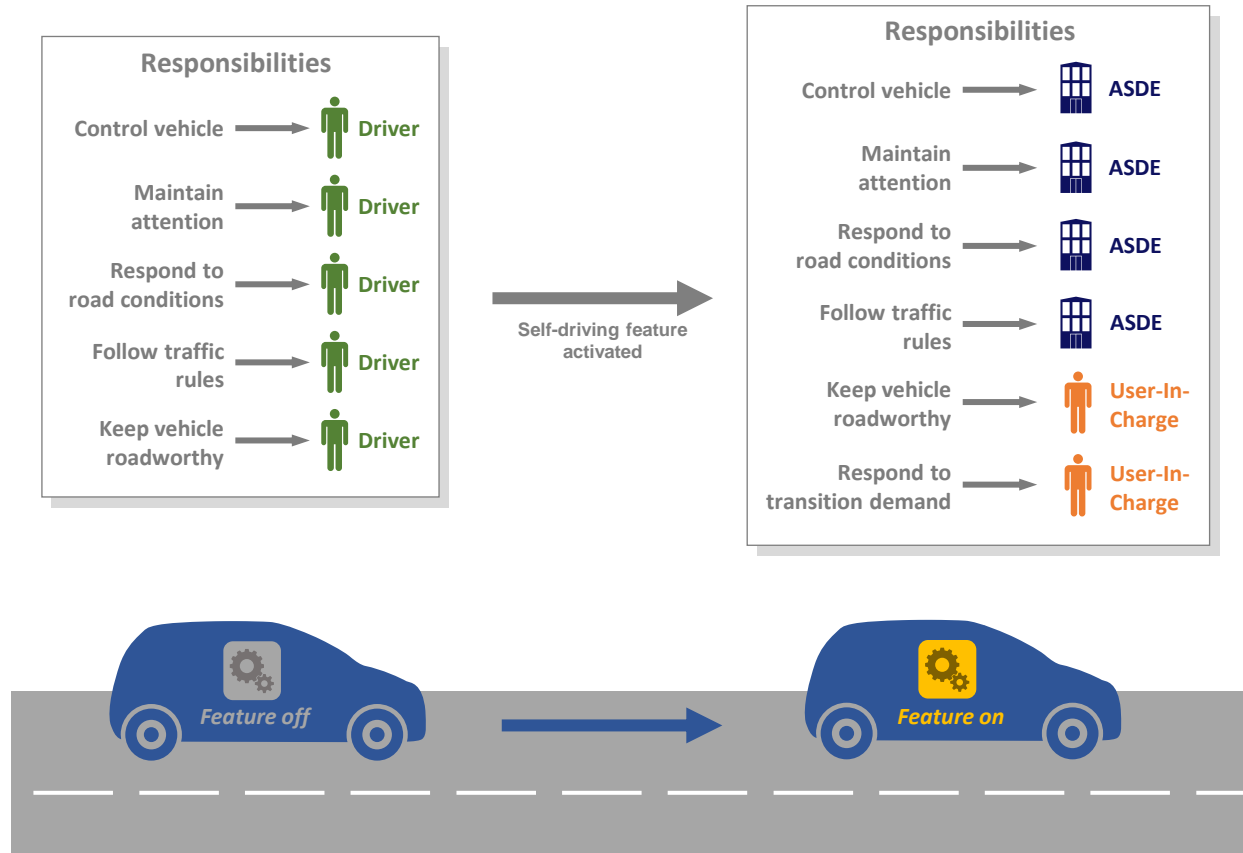 Responsibilities
Control vehicle
Driver
Maintain
attention
Driver
Respond to
road conditions
Driver
Follow traffic
rules
Driver
Keep vehicle
roadworthy
Driver
Self-driving feature
activated
Responsibilities
Control vehicle
ASDE
Maintain
attention
ASDE
Respond to
road conditions
ASDE
Follow traffic
rules
ASDE
Keep vehicle
roadworthy
User-In-
Charge
Respond to
transition demand
User-In-
Charge
Feature off
Feature on